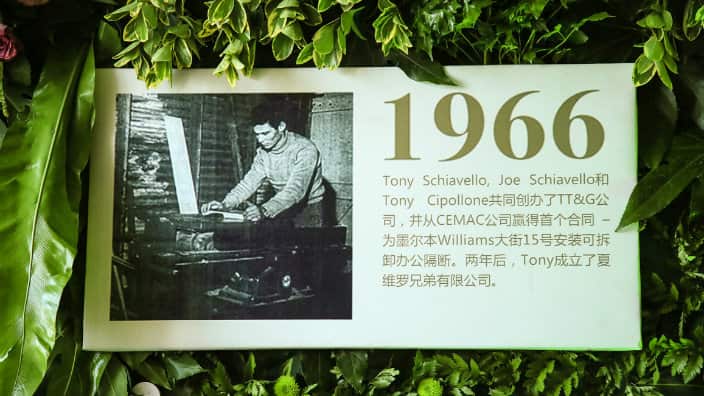 1966
Tony Schiavello, Joe Schiavello和
Tony Cipollone共同创办了TT&G公
司，并从CEMAC公司赢得首个合同 –
为墨尔本Williams大街15号安装可拆
卸办公隔断。两年后，Tony成立了夏
维罗兄弟有限公司。